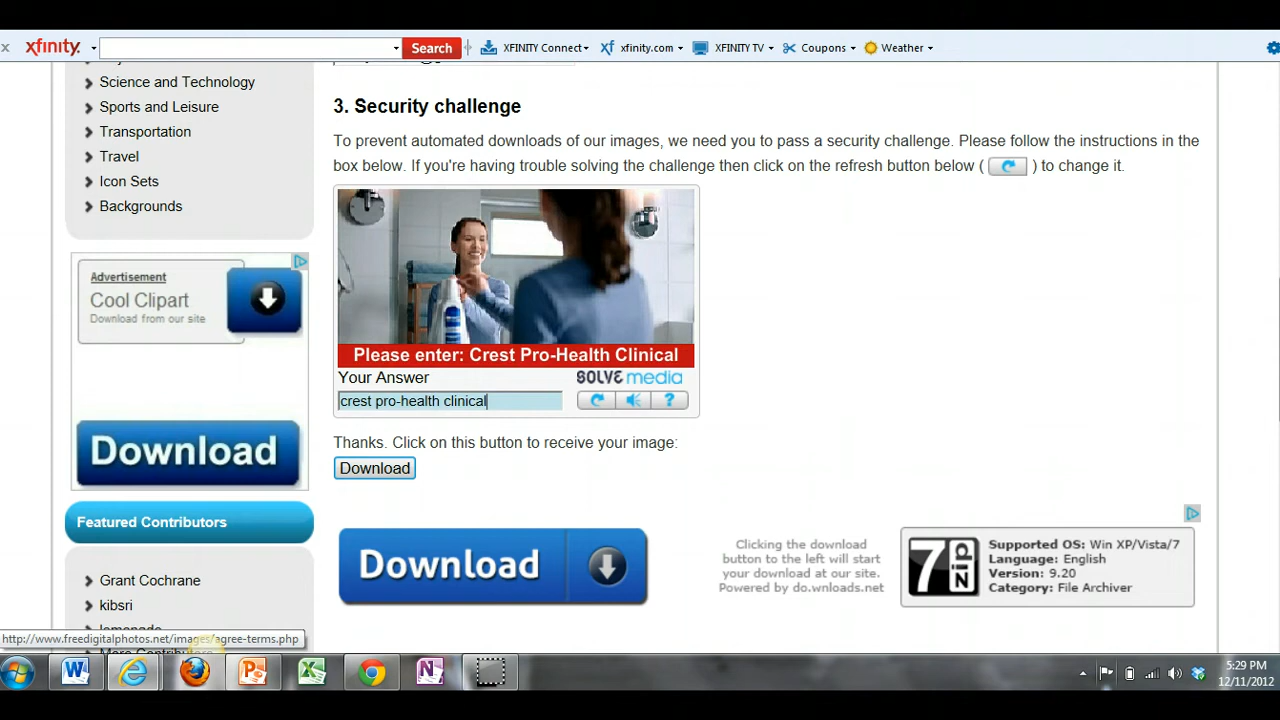 xfinity. Search XFINITY Connect xfinity.com XFINITY TV Coupons Weather
Science and Technology
Sports and Leisure
Transportation
Travel
Icon Sets
Backgrounds
Advertisement
Cool Clipart
Download from our site
Download
Featured Contributors
Grant Cochrane
kibsri
3. Security challenge
To prevent automated downloads of our images, we need you to pass a security challenge. Please follow the instructions in the
box below. If you're having trouble solving the challenge then click on the refresh button below ( ) to change it.
Please enter: Crest Pro-Health Clinical
Your Answer
SOLVE media
crest pro-health clinical
?
Thanks. Click on this button to receive your image:
Download
Download
Clicking the download
button to the left will start
your download at our site.
Powered by do.wnloads.net
7zip
Supported OS: Win XP/Vista/7
Language: English
Version: 9.20
Category: File Archiver
http://www.freedigitalphotos.net/images/agree-terms.php
5:29 PM
12/11/2012